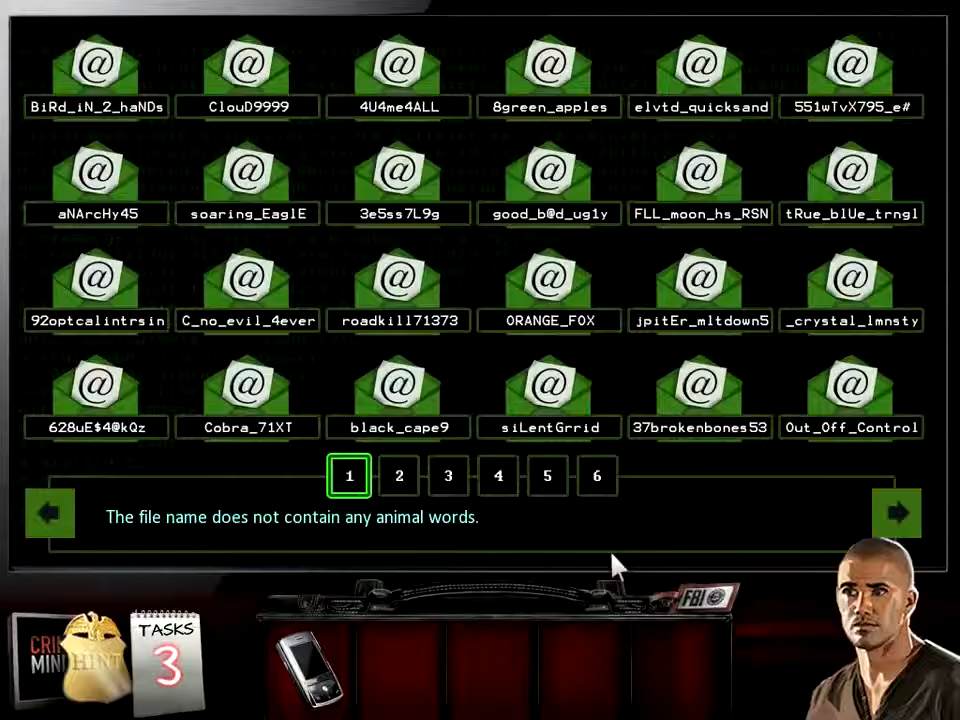 BiRd_iN_2_haNDs
ClouD9999
4U4me4ALL
8green_apples
elvtd_quicksand
551wTvX795_e#
aNArcHy45
soaring_EaglE
3e5ss7L9g
good_b@d_ug1y
FLL_moon_hs_RSN
tRue_blUe_trngl
92optcalintrsin
C_no_evil_4ever
roadkill71373
ORANGE_FOX
jpitEr_mltdown5
_crystal_lmnsty
628uE$4@kQz
Cobra_71XT
black_cape9
siLentGrrid
37brokenbones53
Out_Off_Control
1 2 3 4 5 6
The file name does not contain any animal words.
FBI
HINT
TASKS
3